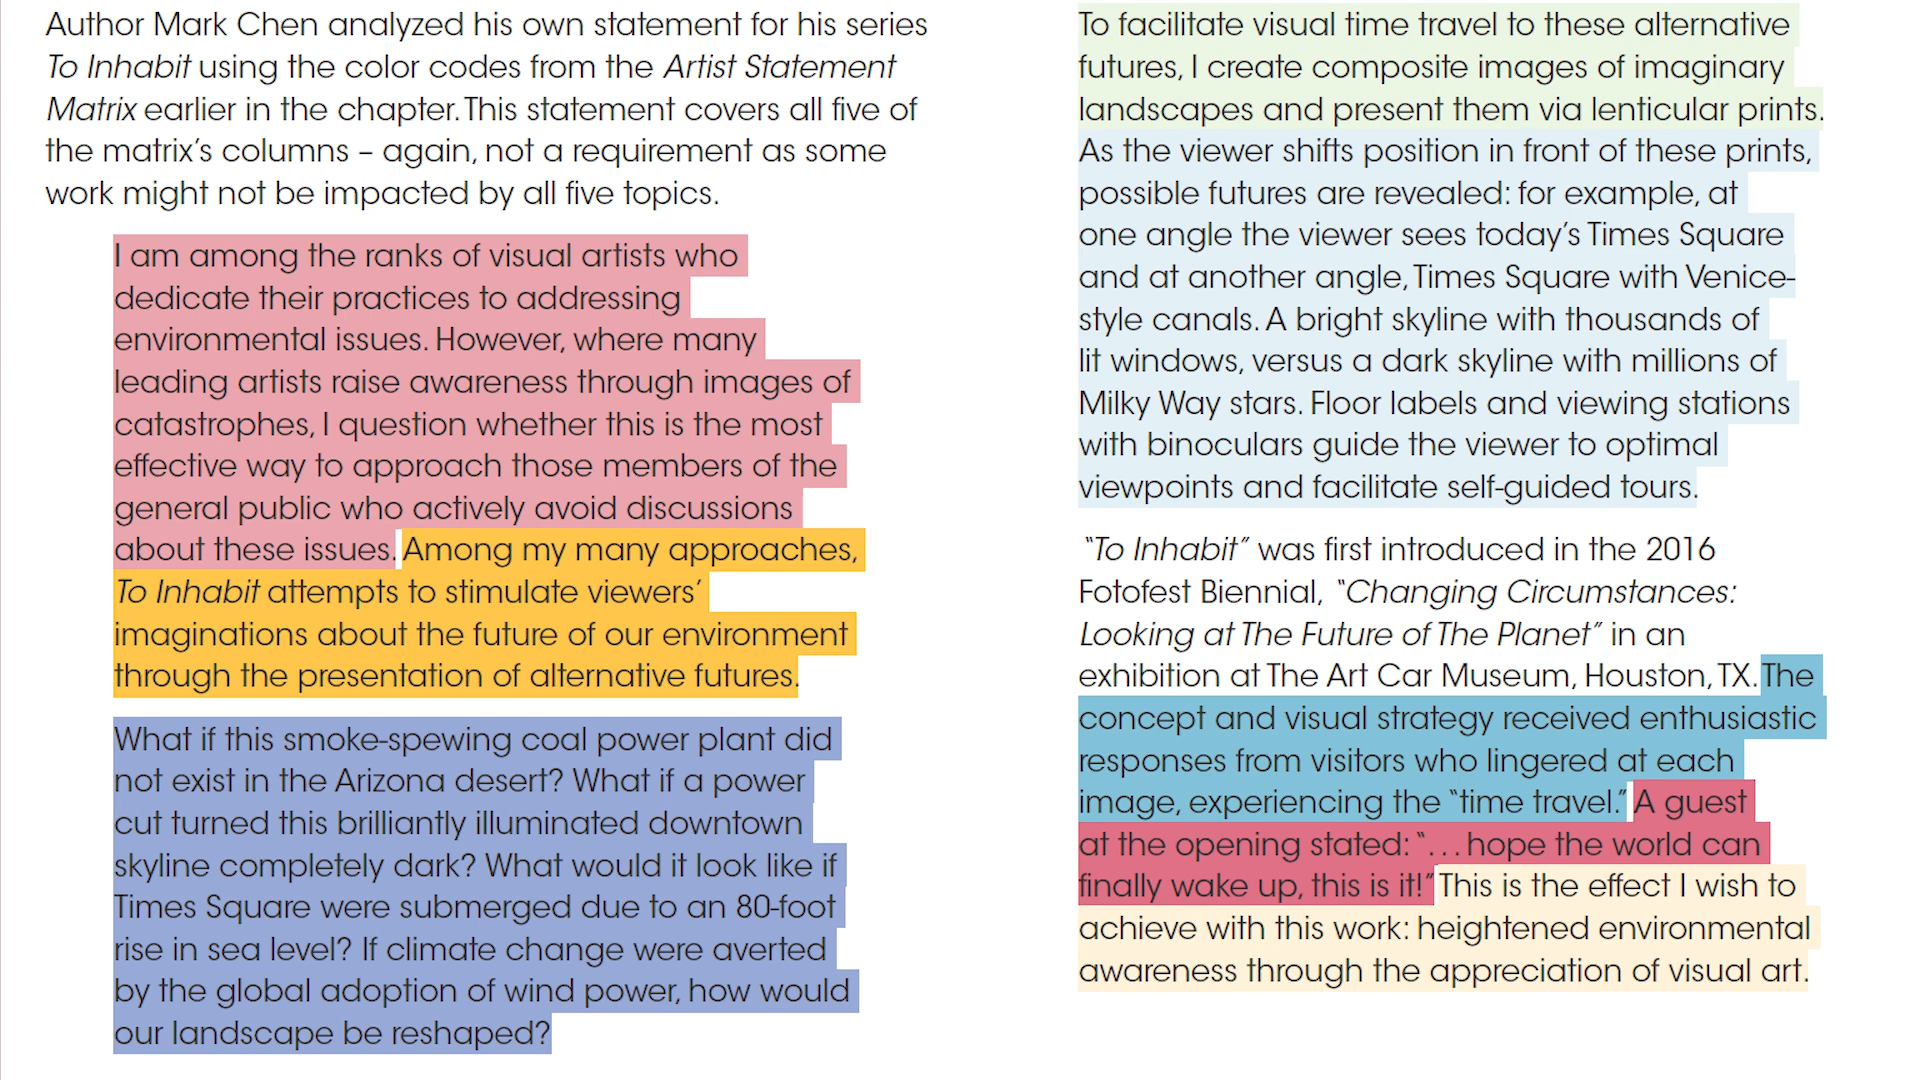 Author Mark Chen analyzed his own statement for his series
To Inhabit using the color codes from the Artist Statement
Matrix earlier in the chapter. This statement covers all five of
the matrix’s columns – again, not a requirement as some
work might not be impacted by all five topics.
I am among the ranks of visual artists who
dedicate their practices to addressing
environmental issues. However, where many
leading artists raise awareness through images of
catastrophes, I question whether this is the most
effective way to approach those members of the
general public who actively avoid discussions
about these issues. Among my many approaches,
To Inhabit attempts to stimulate viewers’
imaginations about the future of our environment
through the presentation of alternative futures.
What if this smoke-spewing coal power plant did
not exist in the Arizona desert? What if a power
cut turned this brilliantly illuminated downtown
skyline completely dark? What would it look like if
Times Square were submerged due to an 80-foot
rise in sea level? If climate change were averted
by the global adoption of wind power, how would
our landscape be reshaped?
To facilitate visual time travel to these alternative
futures, I create composite images of imaginary
landscapes and present them via lenticular prints.
As the viewer shifts position in front of these prints,
possible futures are revealed: for example, at
one angle the viewer sees today’s Times Square
and at another angle, Times Square with Venice-
style canals. A bright skyline with thousands of
lit windows, versus a dark skyline with millions of
Milky Way stars. Floor labels and viewing stations
with binoculars guide the viewer to optimal
viewpoints and facilitate self-guided tours.
“To Inhabit” was first introduced in the 2016
Fotofest Biennial, “Changing Circumstances:
Looking at The Future of The Planet” in an
exhibition at The Art Car Museum, Houston, TX. The
concept and visual strategy received enthusiastic
responses from visitors who lingered at each
image, experiencing the “time travel.” A guest
at the opening stated: “. . . hope the world can
finally wake up, this is it!” This is the effect I wish to
achieve with this work: heightened environmental
awareness through the appreciation of visual art.